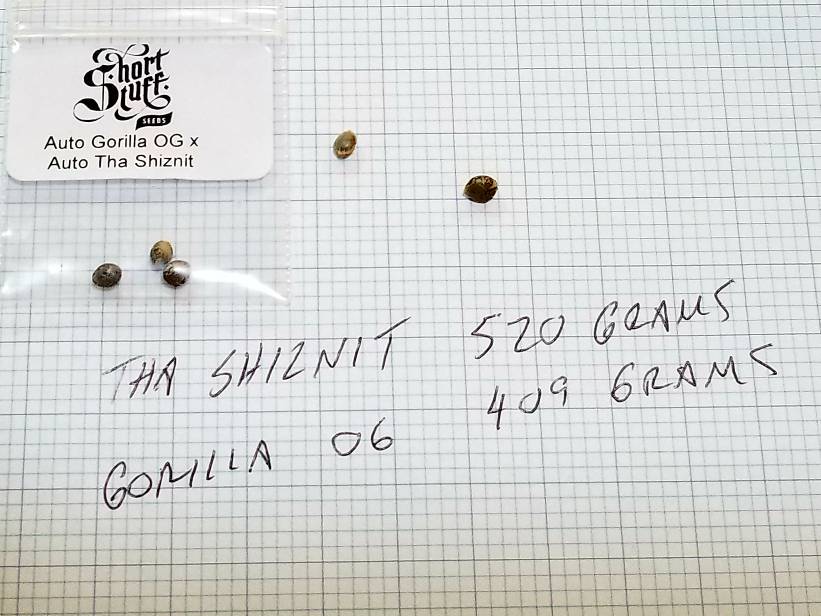 Short
Stuff
SEEDS
Auto Gorilla OG x
Auto Tha Shiznit
THA SHIZNIT 520 GRAMS
GORILLA OG 409 GRAMS